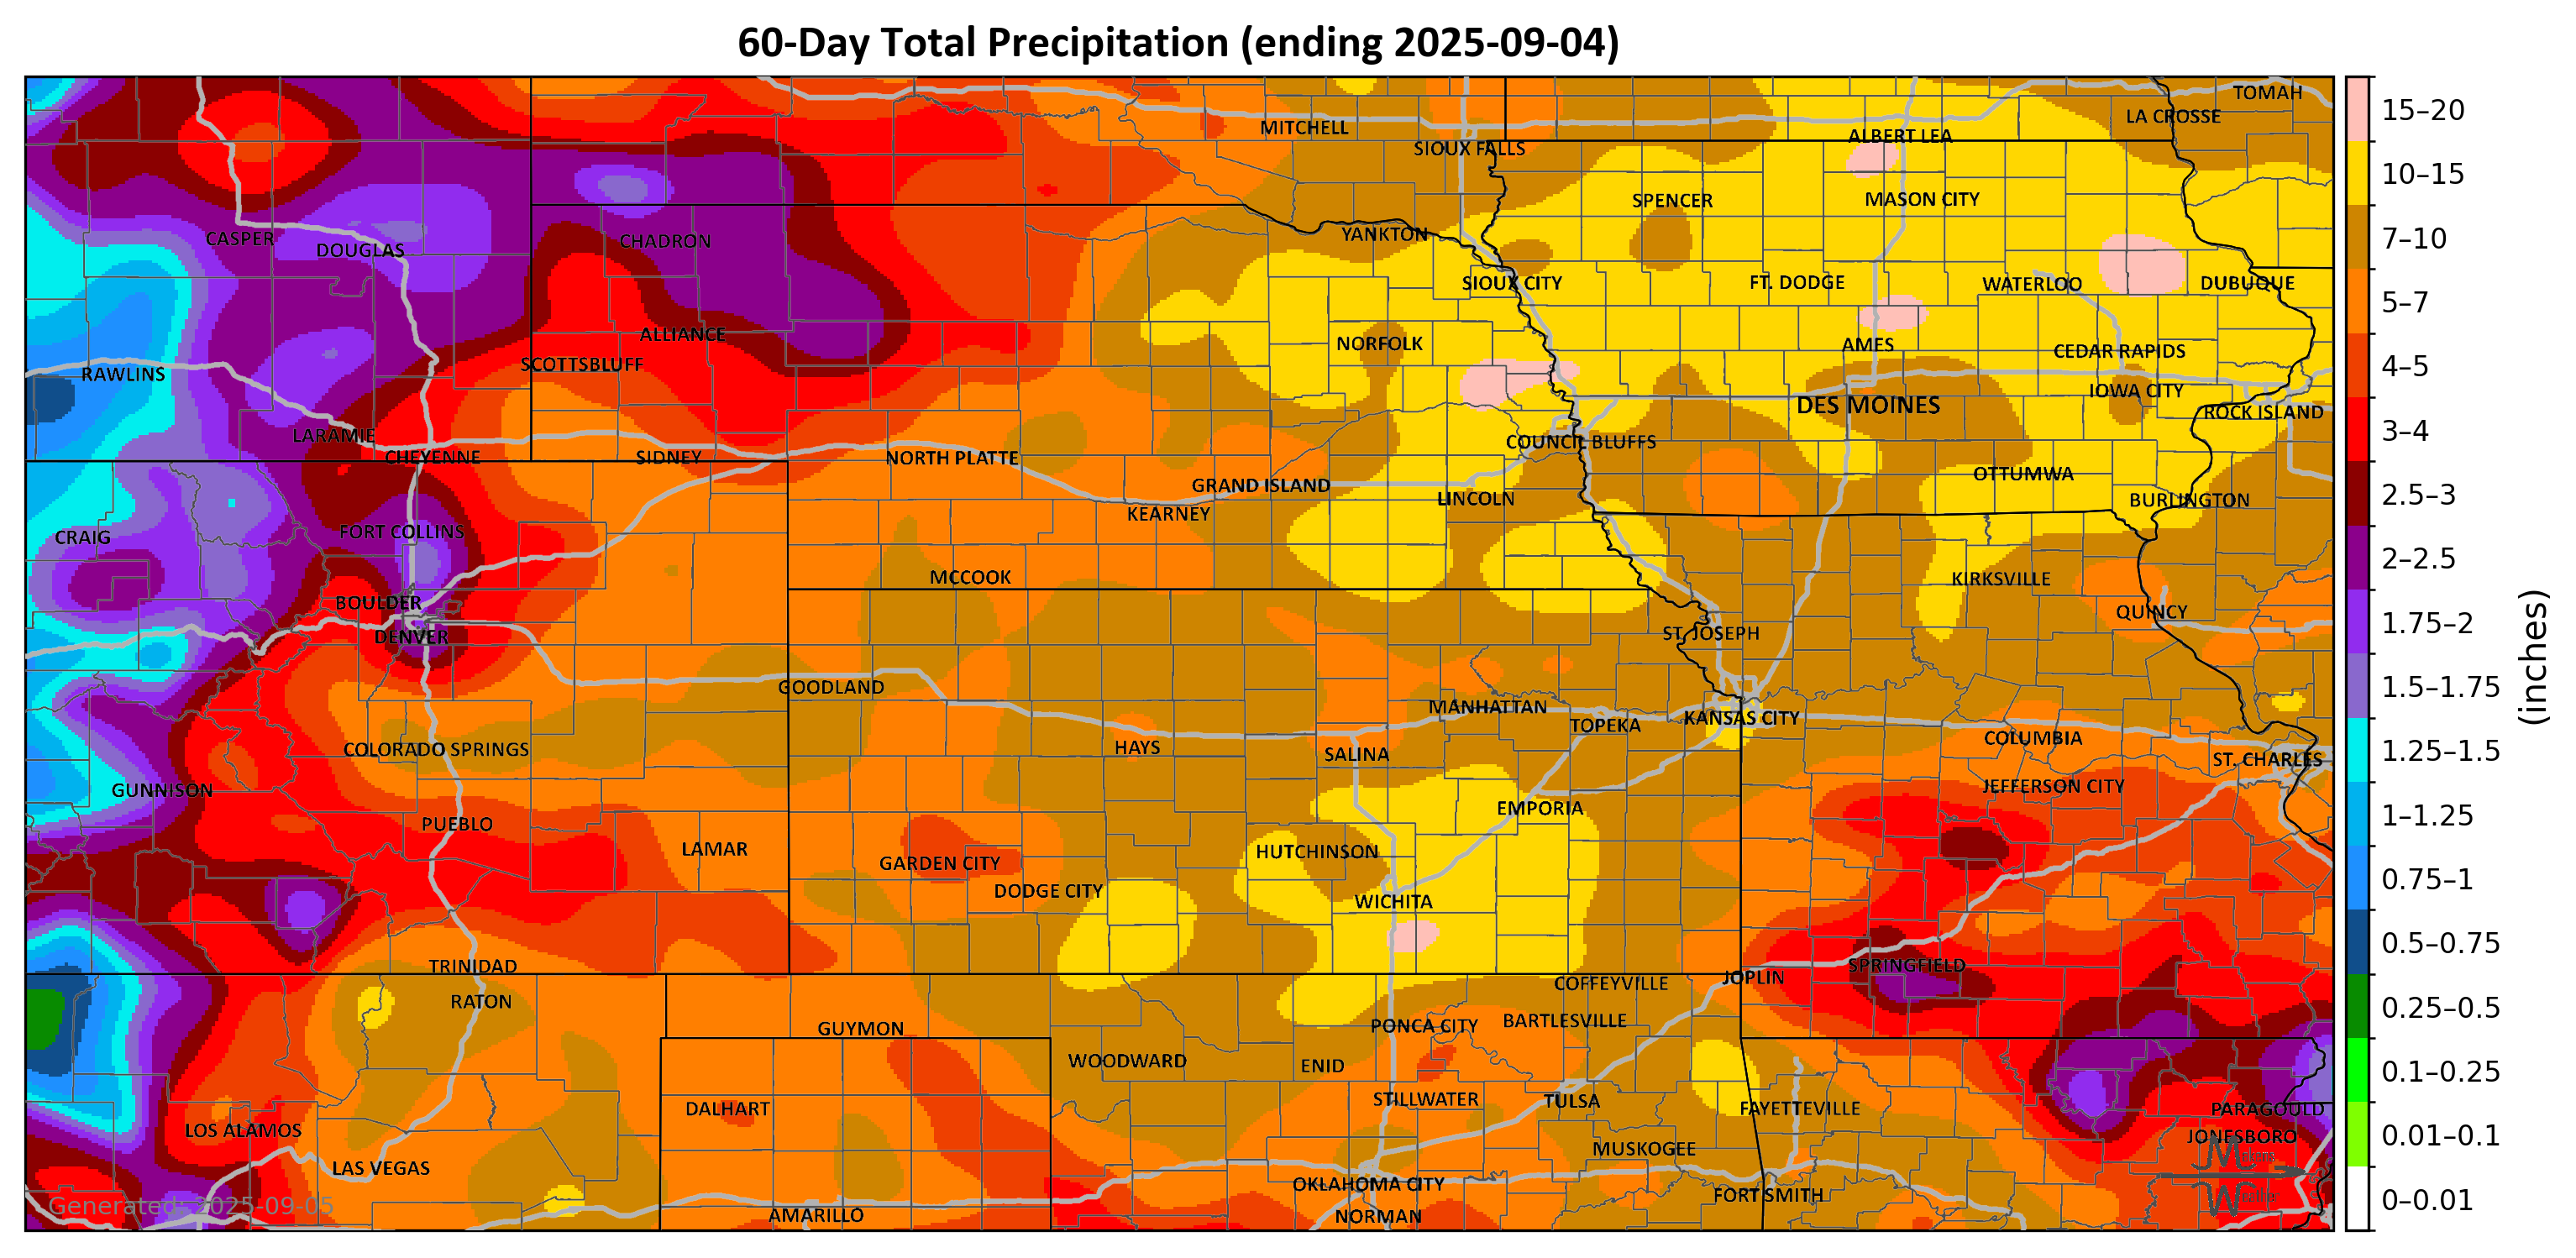 60-Day Total Precipitation (ending 2025-09-04)
TOMAH
LA CROSSE
MITCHELL
ALBERT LEA
SIOUX FALLS
SPENCER
MASON CITY
CASPER
DOUGLAS
CHADRON
YANKTON
SIOUX CITY
FT. DODGE
WATERLOO
DUBUQUE
ALLIANCE
NORFOLK
AMES
CEDAR RAPIDS
SCOTTSBLUFF
RAWLINS
IOWA CITY
DES MOINES
ROCK ISLAND
LARAMIE
COUNCIL BLUFFS
CHEYENNE
SIDNEY
NORTH PLATTE
OTTUMWA
GRAND ISLAND
LINCOLN
BURLINGTON
KEARNEY
FORT COLLINS
CRAIG
MCCOOK
KIRKSVILLE
BOULDER
QUINCY
DENVER
ST. JOSEPH
GOODLAND
MANHATTAN
KANSAS CITY
TOPEKA
COLUMBIA
COLORADO SPRINGS
HAYS
SALINA
ST. CHARLES
GUNNISON
JEFFERSON CITY
EMPORIA
PUEBLO
LAMAR
HUTCHINSON
GARDEN CITY
DODGE CITY
WICHITA
TRINIDAD
SPRINGFIELD
JOPLIN
COFFEYVILLE
RATON
GUYMON
PONCA CITY
BARTLESVILLE
WOODWARD
ENID
DALHART
STILLWATER
TULSA
FAYETTEVILLE
PARAGOULD
LOS ALAMOS
JONESBORO
MUSKOGEE
LAS VEGAS
OKLAHOMA CITY
FORT SMITH
AMARILLO
NORMAN
Generated: 2025-09-05
15–20
10–15
7–10
5–7
4–5
3–4
2.5–3
2–2.5
1.75–2
1.5–1.75
1.25–1.5
1–1.25
0.75–1
0.5–0.75
0.25–0.5
0.1–0.25
0.01–0.1
0–0.01
(inches)